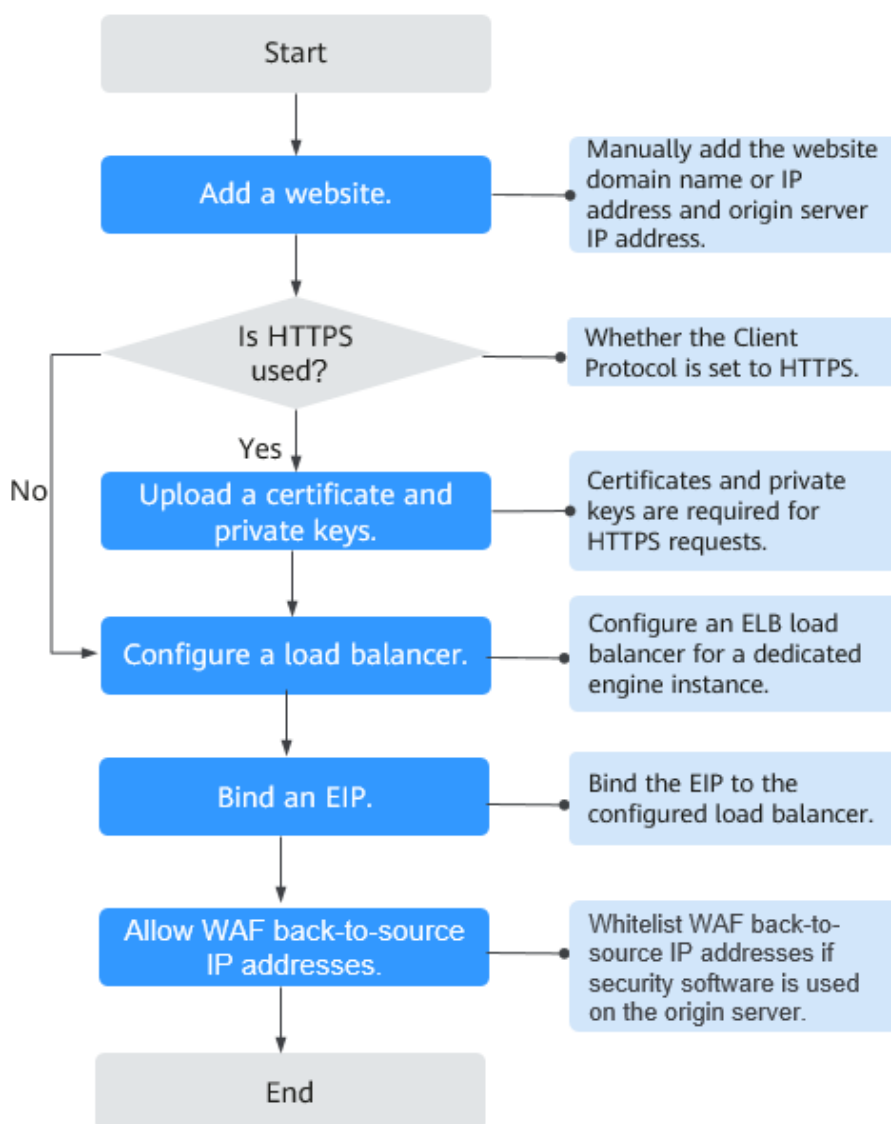 Start
Add a website.
Manually add the website
domain name or IP
address and origin server
IP address.
Is HTTPS
used?
Whether the Client
Protocol is set to HTTPS.
Yes
No
Upload a certificate and
private keys.
Certificates and private
keys are required for
HTTPS requests.
Configure a load balancer.
Configure an ELB load
balancer for a dedicated
engine instance.
Bind an EIP.
Bind the EIP to the
configured load balancer.
Allow WAF back-to-source
IP addresses.
Whitelist WAF back-to-
source IP addresses if
security software is used
on the origin server.
End